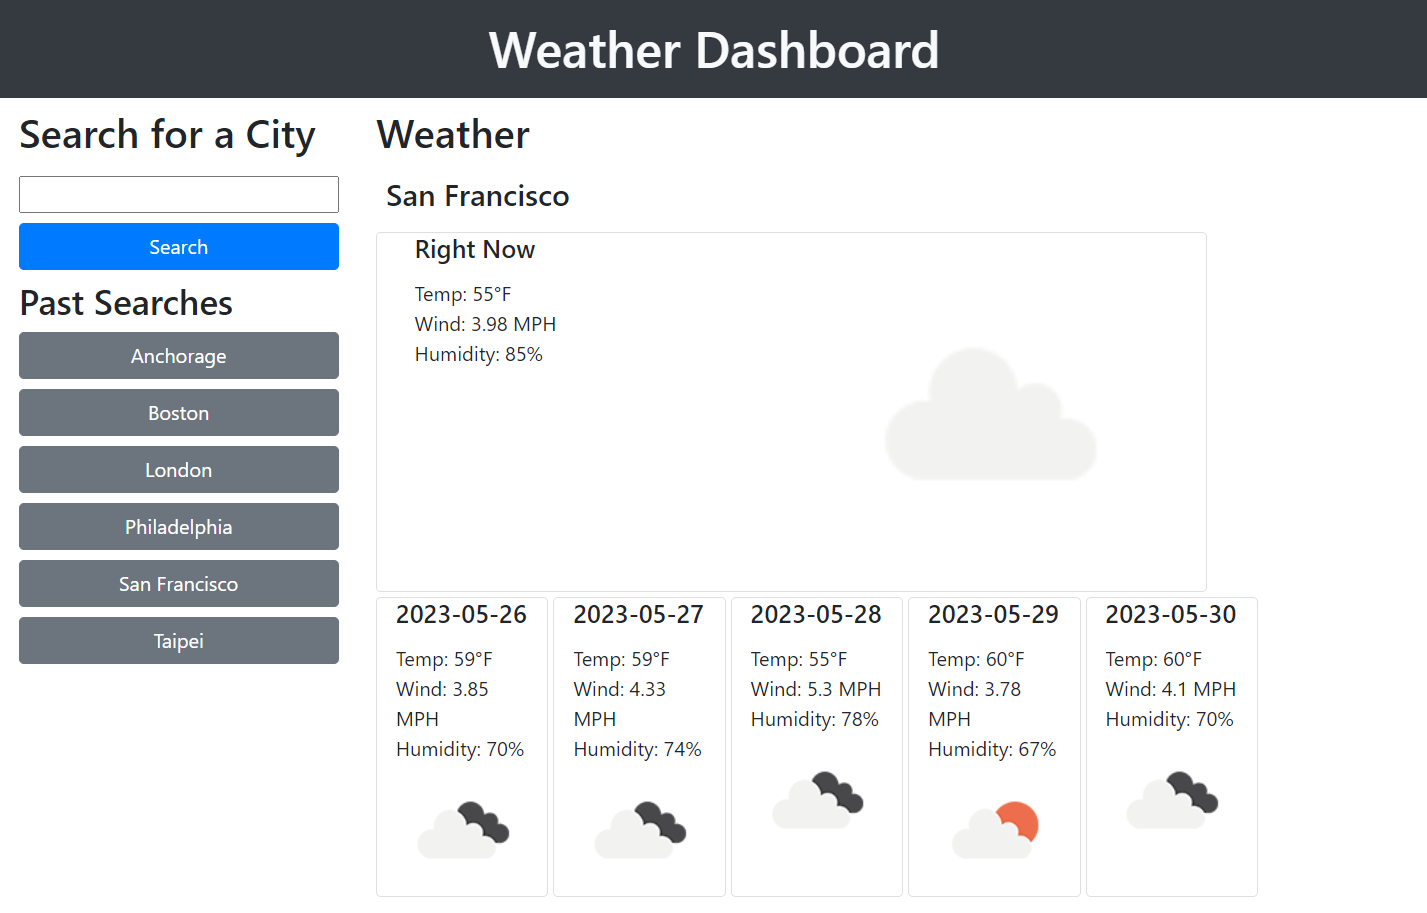 Weather Dashboard
Search for a City
Search
Past Searches
Anchorage
Boston
London
Philadelphia
San Francisco
Taipei
Weather
San Francisco
Right Now
Temp: 55°F
Wind: 3.98 MPH
Humidity: 85%
2023-05-26
Temp: 59°F
Wind: 3.85
MPH
Humidity: 70%
2023-05-27
Temp: 59°F
Wind: 4.33
MPH
Humidity: 74%
2023-05-28
Temp: 55°F
Wind: 5.3 MPH
Humidity: 78%
2023-05-29
Temp: 60°F
Wind: 3.78
MPH
Humidity: 67%
2023-05-30
Temp: 60°F
Wind: 4.1 MPH
Humidity: 70%